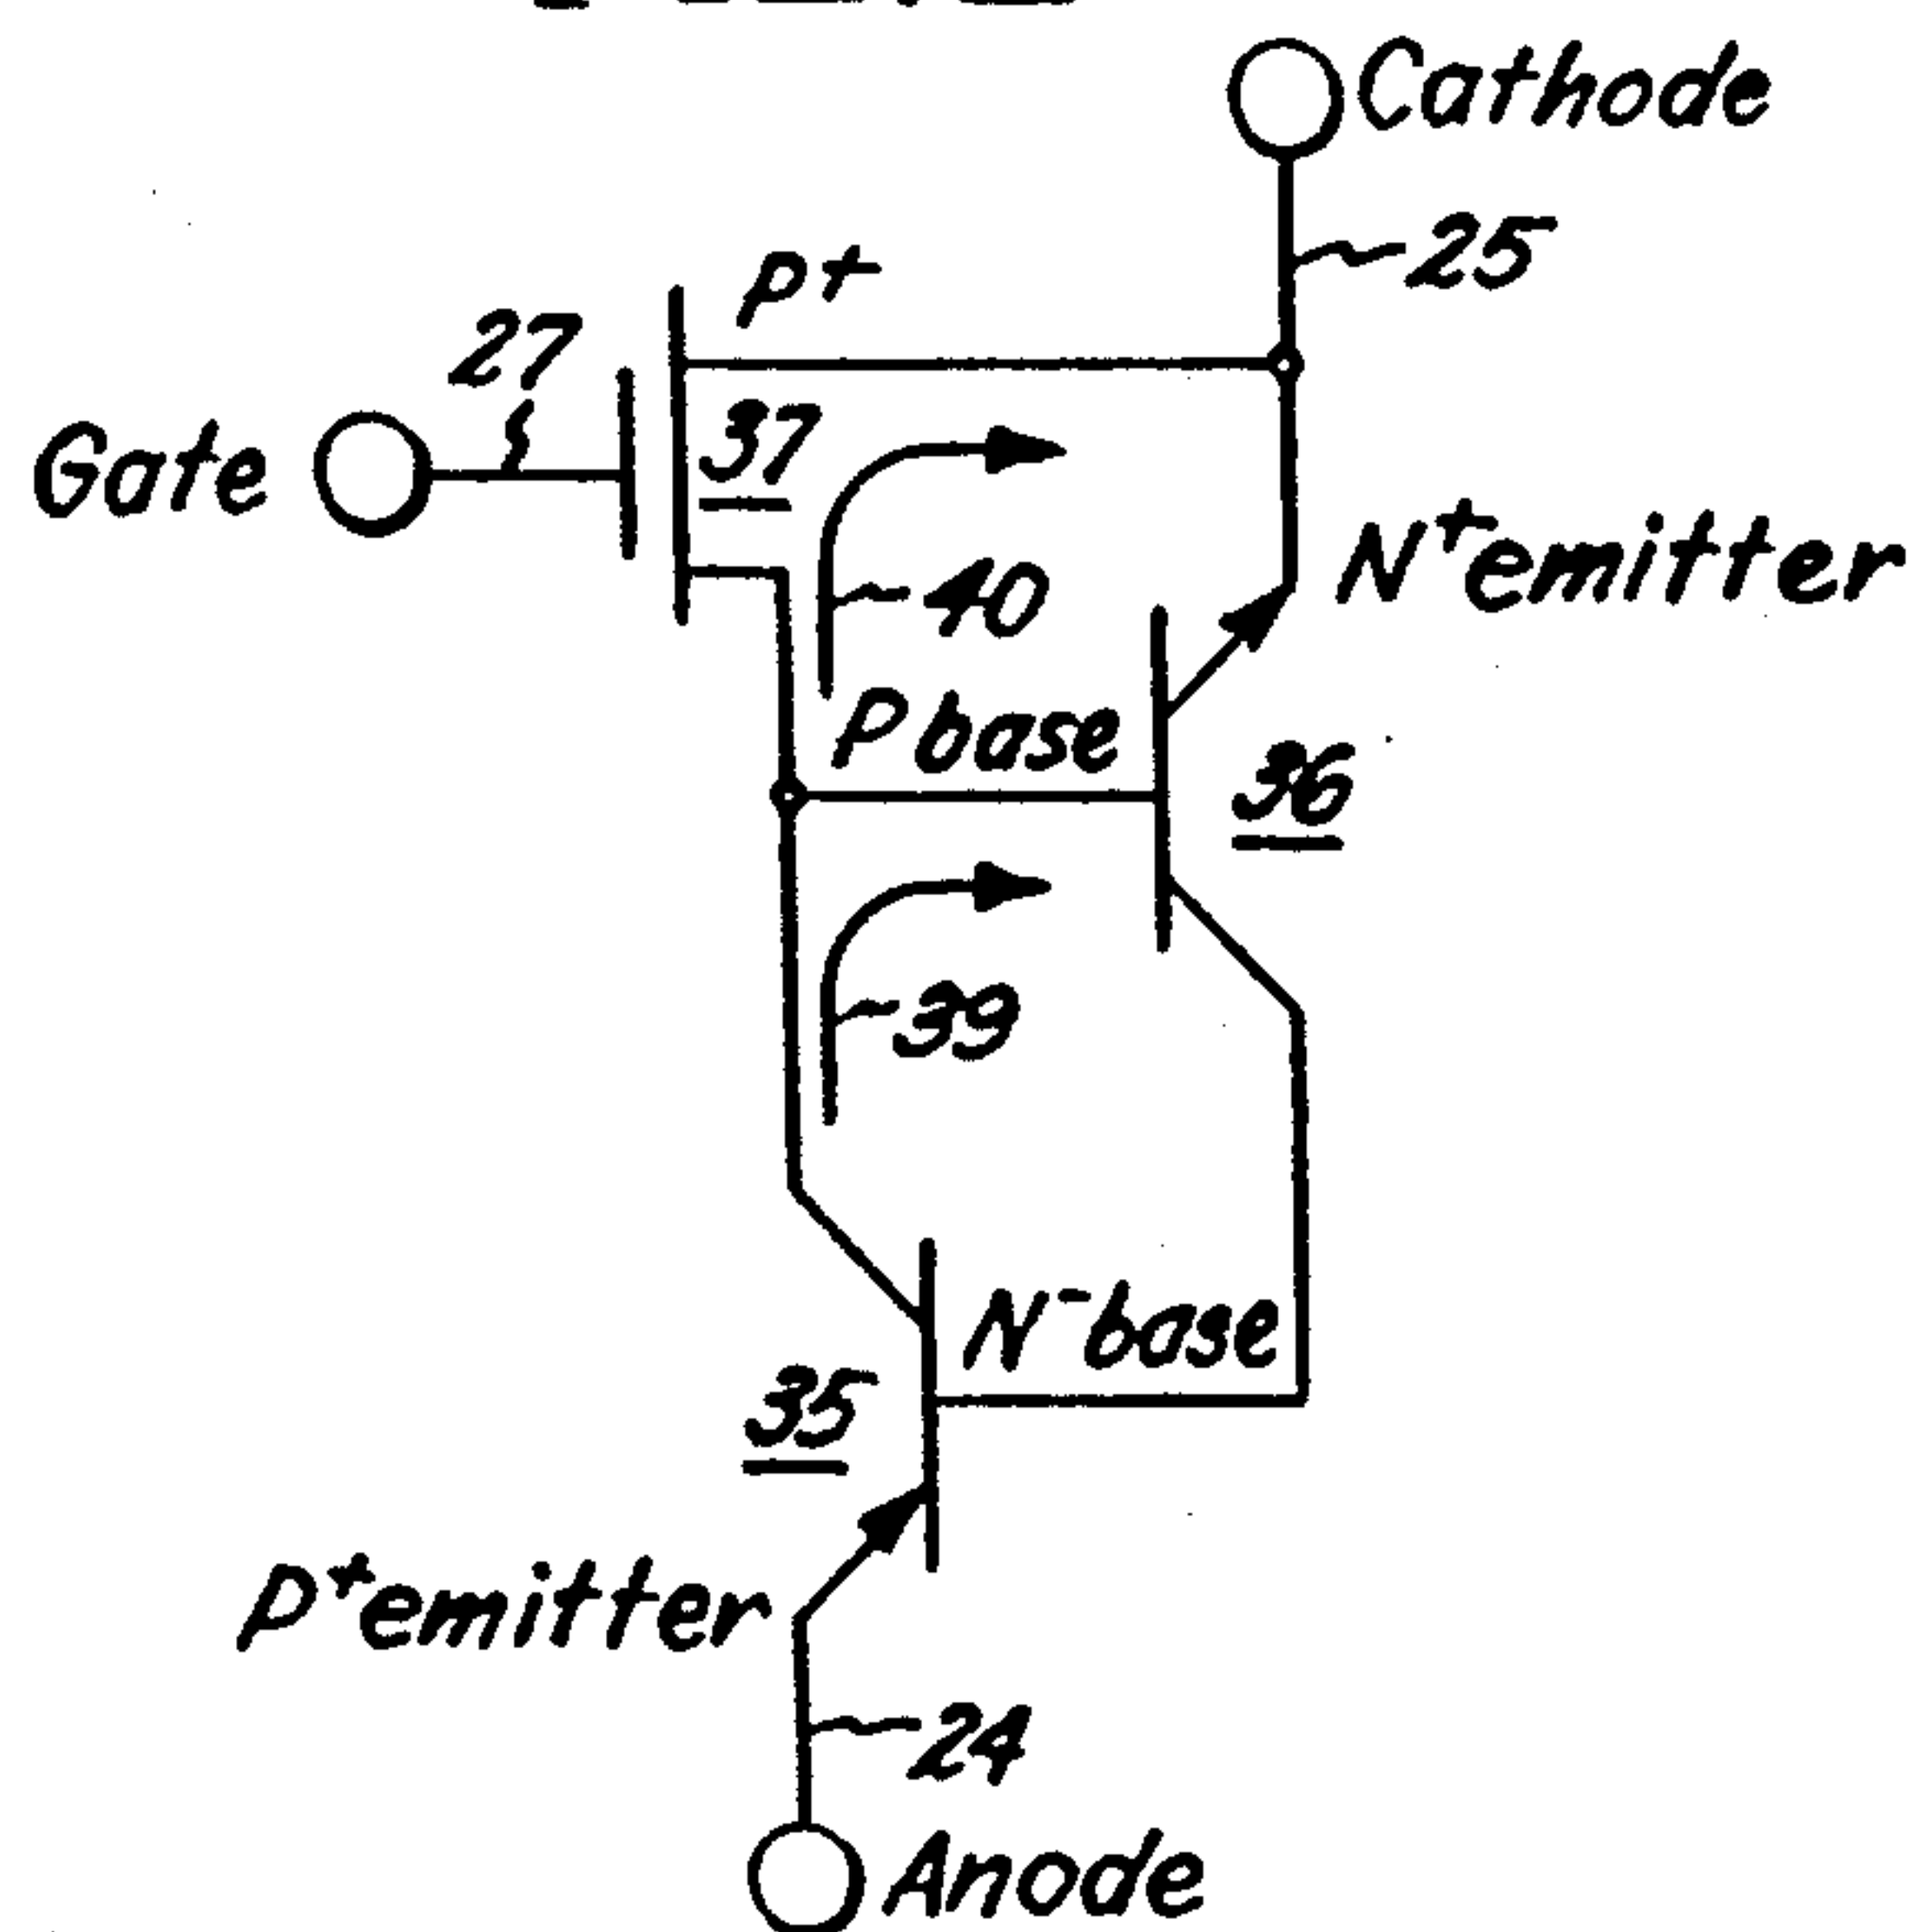 Cathode
25
p+
27
Gate
37
N+emitter
40
P base
36
39
N-base
35
P+emitter
24
Anode